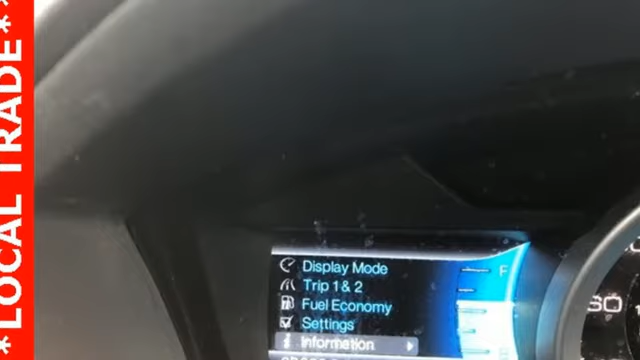 *LOCAL TRADE**
Display Mode
Trip 1 & 2
Fuel Economy
Settings
Information
F